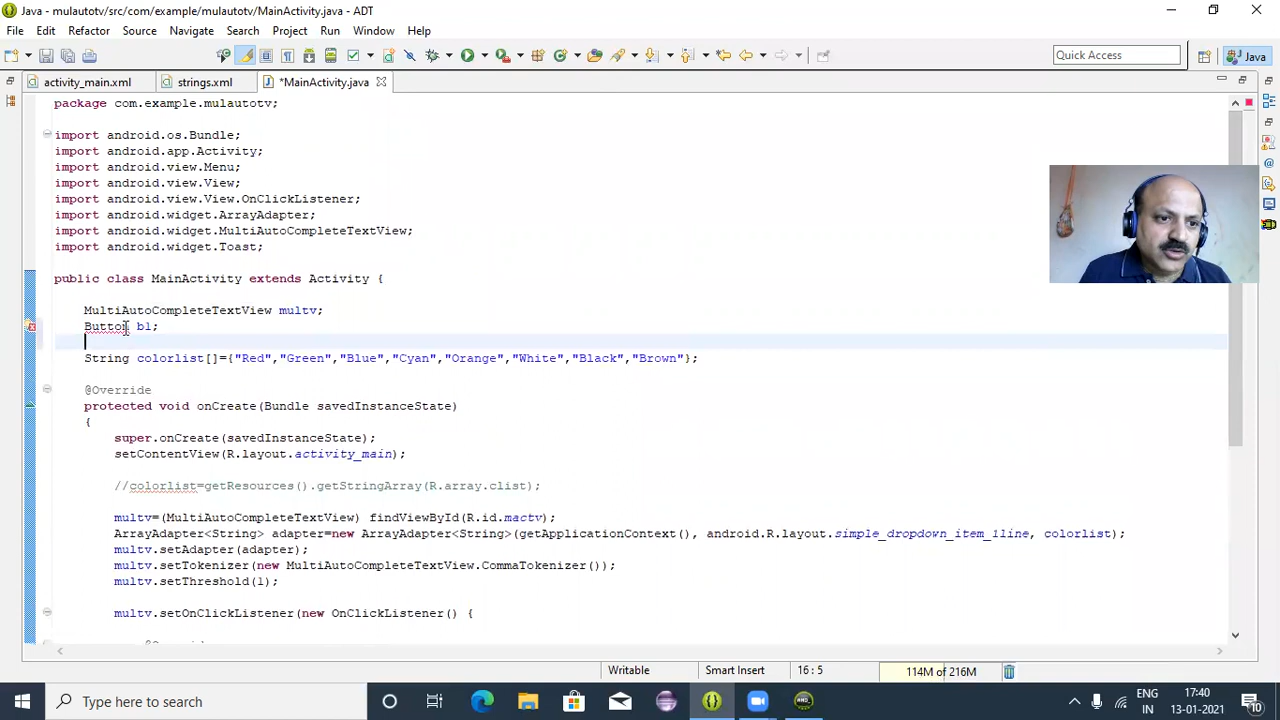 Java - mulautotv/src/com/example/mulautotv/MainActivity.java - ADT
File Edit Refactor Source Navigate Search Project Run Window Help
Quick Access
Java
activity_main.xml strings.xml *MainActivity.java
package com.example.mulautotv;
import android.os.Bundle;
import android.app.Activity;
import android.view.Menu;
import android.view.View;
import android.view.View.OnClickListener;
import android.widget.ArrayAdapter;
import android.widget.MultiAutoCompleteTextView;
import android.widget.Toast;
public class MainActivity extends Activity {
MultiAutoCompleteTextView multv;
Button b1;
String colorlist[]={"Red","Green","Blue","Cyan","Orange","White","Black","Brown"};
@Override
protected void onCreate(Bundle savedInstanceState)
{
super.onCreate(savedInstanceState);
setContentView(R.layout.activity_main);
//colorlist=getResources().getStringArray(R.array.clist);
multv=(MultiAutoCompleteTextView) findViewById(R.id.mactv);
ArrayAdapter<String> adapter=new ArrayAdapter<String>(getApplicationContext(), android.R.layout.simple_dropdown_item_1line, colorlist);
multv.setAdapter(adapter);
multv.setTokenizer(new MultiAutoCompleteTextView.CommaTokenizer());
multv.setThreshold(1);
multv.setOnClickListener(new OnClickListener() {
Writable Smart Insert 16 : 5 114M of 216M
Type here to search
ENG
IN
17:40
13-01-2021
10